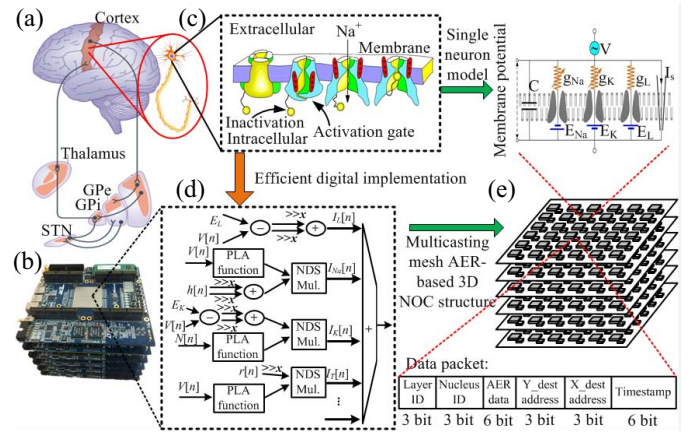 (a)
Cortex
Thalamus
GPe
GPi
STN
(b)
(c)
Extracellular
Na+
Membrane
Inactivation
Intracellular
Activation gate
Single
neuron
model
Membrane potential
V
C
gNa
gK
gL
Is
ENa
EK
EL
Efficient digital implementation
(d)
EL
V[n]
−
>>x
>>x
+
IL[n]
V[n]
PLA
function
NDS
Mul.
INa[n]
h[n]
>>x
>>x
+
EK
V[n]
−
>>x
>>x
+
NDS
Mul.
IK[n]
N[n]
PLA
function
r[n]
>>x
NDS
Mul.
IT[n]
V[n]
PLA
function
⋮
+
(e)
Multicasting
mesh AER-
based 3D
NOC structure
Data packet:
Layer ID
Nucleus ID
AER data
Y_dest address
X_dest address
Timestamp
3 bit
3 bit
6 bit
3 bit
3 bit
6 bit